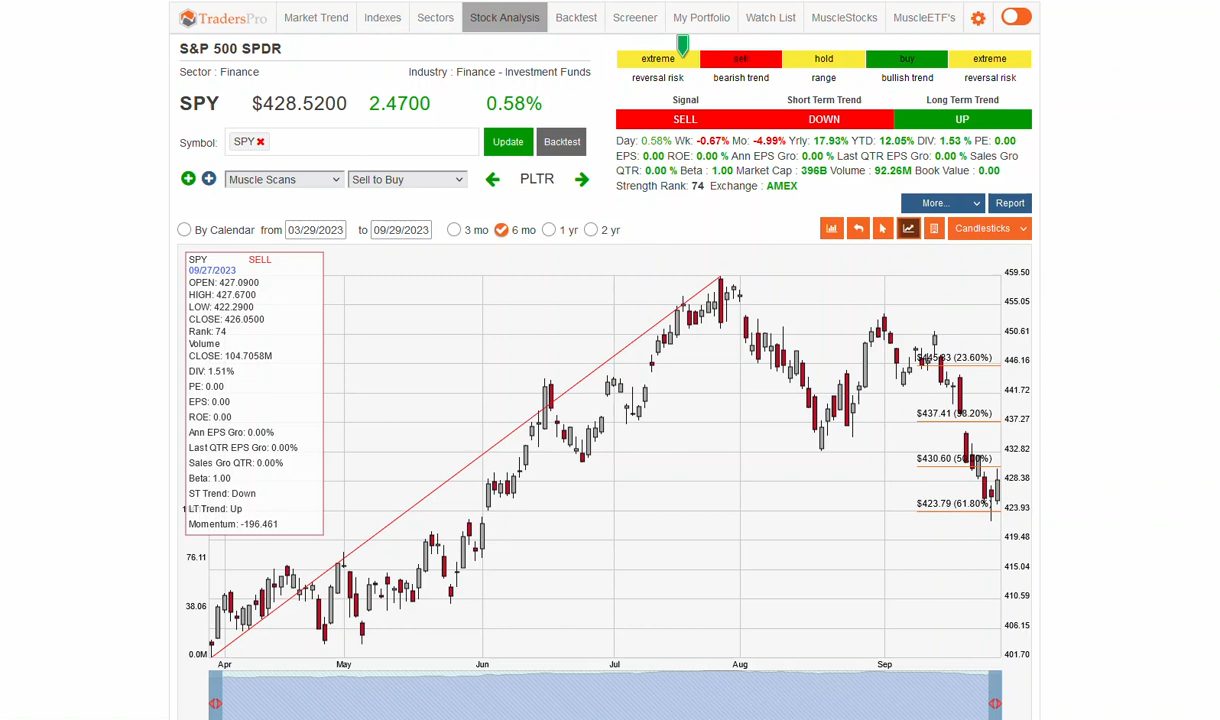 TradersPro Market Trend Indexes Sectors Stock Analysis Backtest Screener My Portfolio Watch List MuscleStocks MuscleETF's
S&P 500 SPDR
Sector : Finance Industry : Finance - Investment Funds
SPY $428.5200 2.4700 0.58%
Symbol: SPY Update Backtest
Muscle Scans Sell to Buy PLTR
extreme sell hold buy extreme
reversal risk bearish trend range bullish trend reversal risk
Signal Short Term Trend Long Term Trend
SELL DOWN UP
Day: 0.58% Wk: -0.67% Mo: -4.99% Yrly: 17.93% YTD: 12.05% DIV: 1.53 % PE: 0.00
EPS: 0.00 ROE: 0.00 % Ann EPS Gro: 0.00 % Last QTR EPS Gro: 0.00 % Sales Gro
QTR: 0.00 % Beta : 1.00 Market Cap : 396B Volume : 92.26M Book Value : 0.00
Strength Rank: 74 Exchange : AMEX
More... Report
By Calendar from 03/29/2023 to 09/29/2023 3 mo 6 mo 1 yr 2 yr Candlesticks
SPY SELL
09/27/2023
OPEN: 427.0900
HIGH: 427.6700
LOW: 422.2900
CLOSE: 426.0500
Rank: 74
Volume
CLOSE: 104.7058M
DIV: 1.51%
PE: 0.00
EPS: 0.00
ROE: 0.00
Ann EPS Gro: 0.00%
Last QTR EPS Gro: 0.00%
Sales Gro QTR: 0.00%
Beta: 1.00
ST Trend: Down
LT Trend: Up
Momentum: -196.461
76.11
38.06
0.0M
$437.41 (38.20%)
$430.60 (50.00%)
$423.79 (61.80%)
459.50
455.05
450.61
446.16
441.72
437.27
432.82
428.38
423.93
419.48
415.04
410.59
406.15
401.70
Apr May Jun Jul Aug Sep